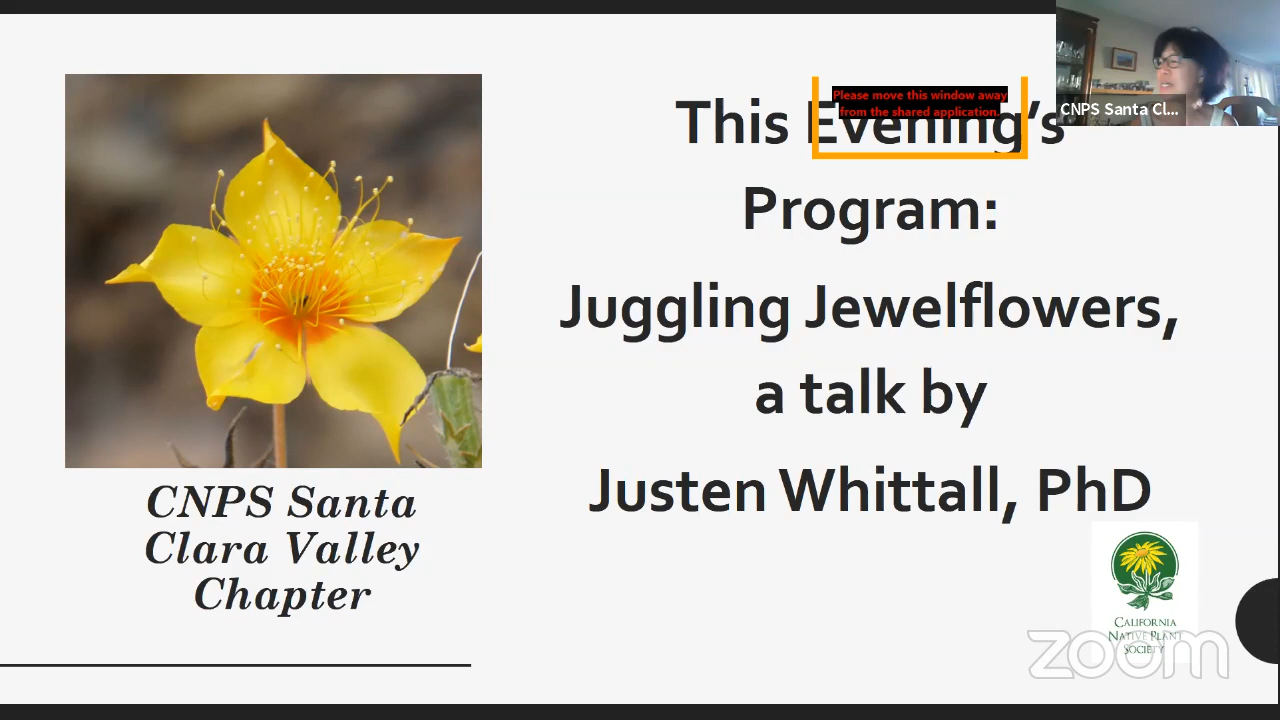 This Evening's
Please move this window away
from the shared application.
CNPS Santa Cl...
Program:
Juggling Jewelflowers,
a talk by
Justen Whittall, PhD
CNPS Santa
Clara Valley
Chapter
CALIFORNIA
NATIVE PLANT
SOCIETY
zoom